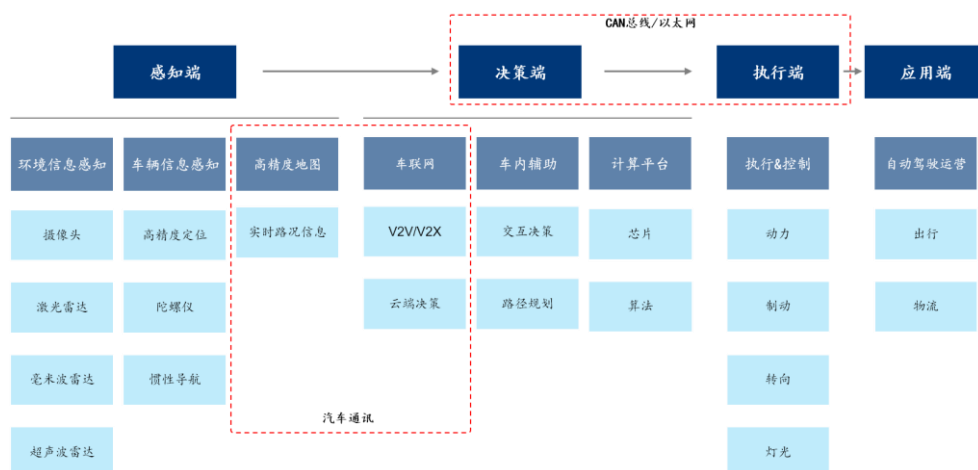 CAN总线/以太网
感知端
决策端
执行端
应用端
环境信息感知
车辆信息感知
高精度地图
车联网
车内辅助
计算平台
执行&控制
自动驾驶运营
摄像头
高精度定位
实时路况信息
V2V/V2X
交互决策
芯片
动力
出行
激光雷达
陀螺仪
云端决策
路径规划
算法
制动
物流
毫米波雷达
惯性导航
转向
汽车通讯
超声波雷达
灯光